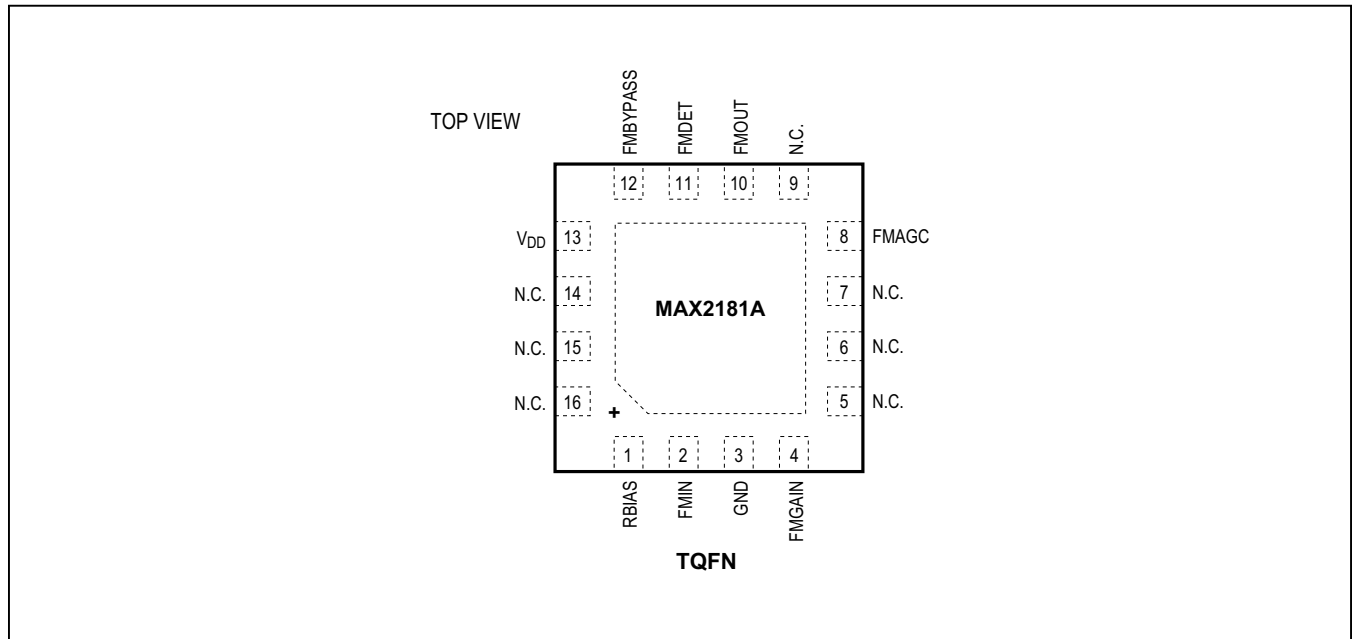 TOP VIEW
FMBYPASS
FMDET
FMOUT
N.C.
12 11 10 9
VDD 13
8 FMAGC
N.C. 14
7 N.C.
MAX2181A
N.C. 15
6 N.C.
N.C. 16
5 N.C.
+
1 2 3 4
RBIAS
FMIN
GND
FMGAIN
TQFN